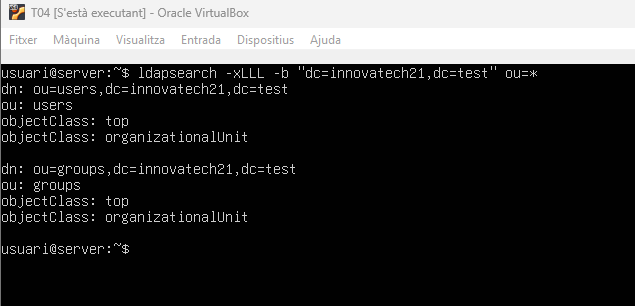 T04 [S'està executant] - Oracle VirtualBox
Fitxer Màquina Visualitza Entrada Dispositius Ajuda
usuari@server:~$ ldapsearch -xLLL -b "dc=innovatech21,dc=test" ou=*
dn: ou=users,dc=innovatech21,dc=test
ou: users
objectClass: top
objectClass: organizationalUnit
dn: ou=groups,dc=innovatech21,dc=test
ou: groups
objectClass: top
objectClass: organizationalUnit
usuari@server:~$